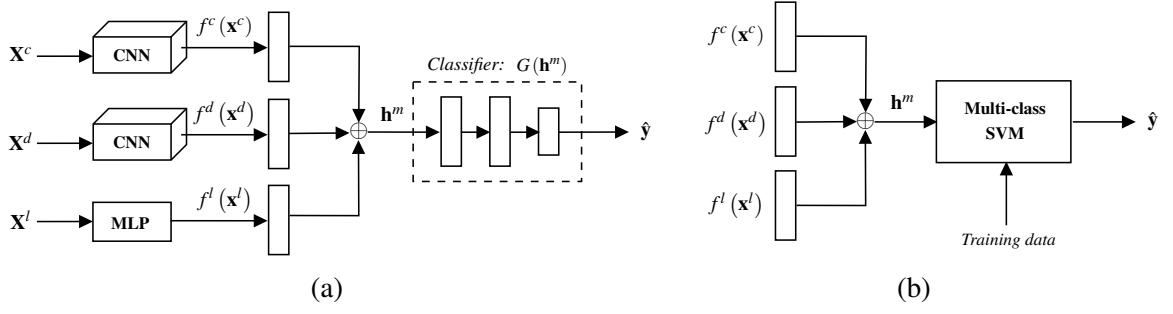 X^c
CNN
f^c (x^c)
X^d
CNN
f^d (x^d)
X^l
MLP
f^l (x^l)
⊕
h^m
Classifier: G(h^m)
ŷ
(a)
f^c (x^c)
f^d (x^d)
f^l (x^l)
⊕
h^m
Multi-class
SVM
Training data
ŷ
(b)